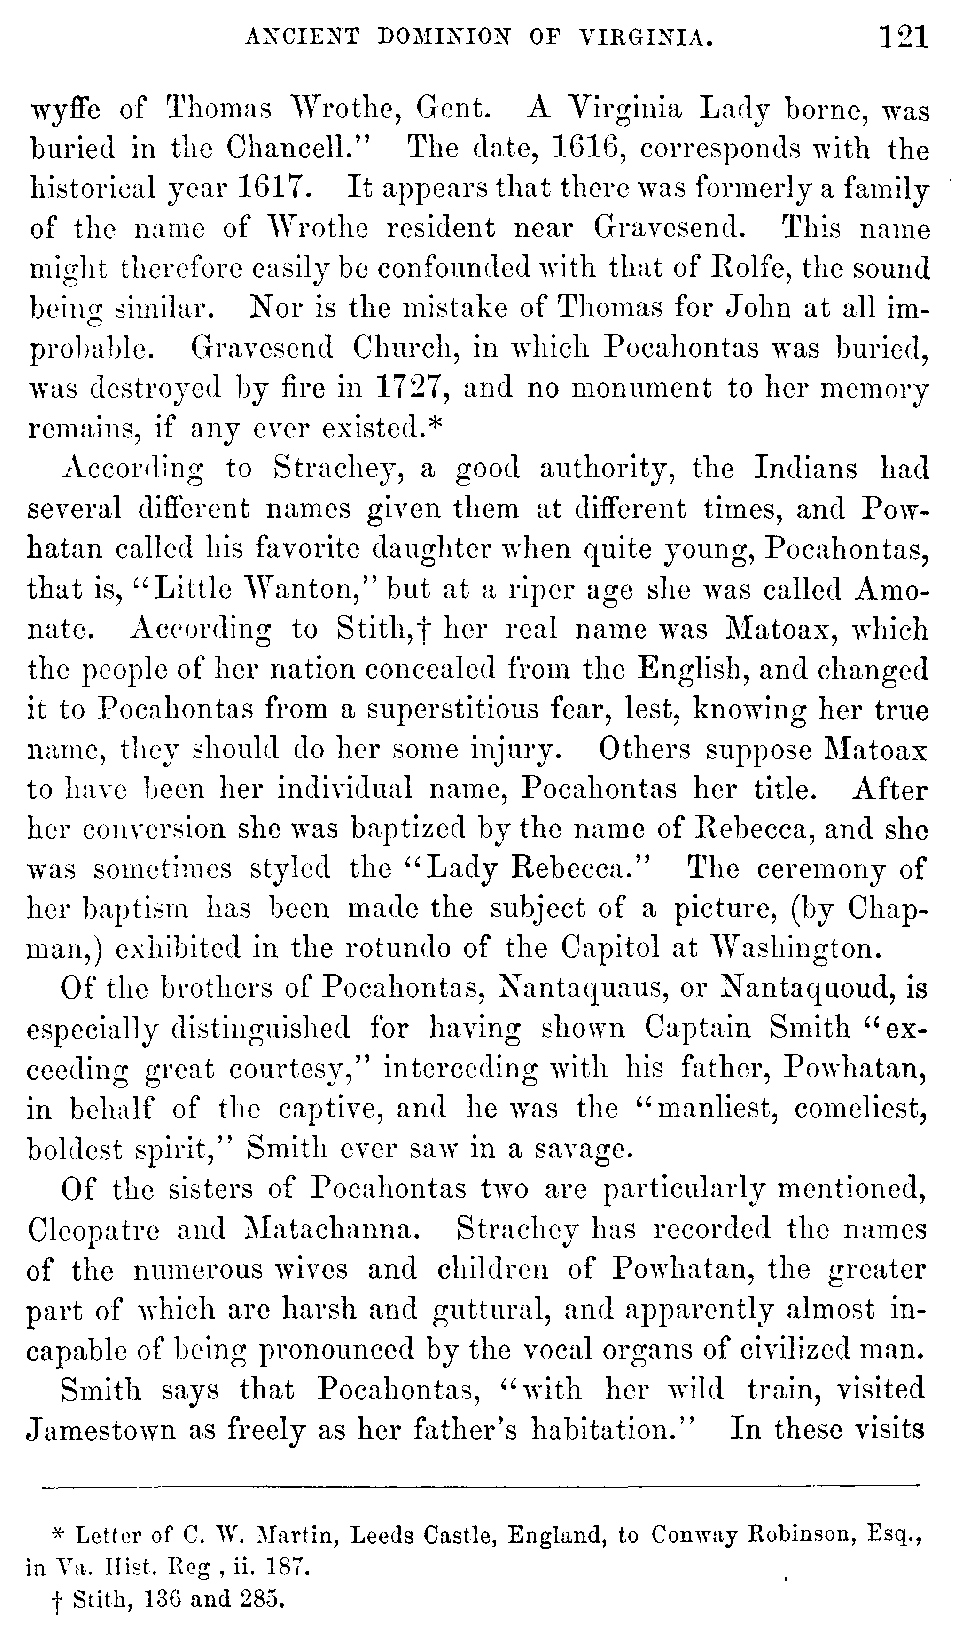 ANCIENT DOMINION OF VIRGINIA. 121
wyffe of Thomas Wrothe, Gent. A Virginia Lady borne, was
buried in the Chancell." The date, 1616, corresponds with the
historical year 1617. It appears that there was formerly a family
of the name of Wrothe resident near Gravesend. This name
might therefore easily be confounded with that of Rolfe, the sound
being similar. Nor is the mistake of Thomas for John at all im-
probable. Gravesend Church, in which Pocahontas was buried,
was destroyed by fire in 1727, and no monument to her memory
remains, if any ever existed.*
According to Strachey, a good authority, the Indians had
several different names given them at different times, and Pow-
hatan called his favorite daughter when quite young, Pocahontas,
that is, "Little Wanton," but at a riper age she was called Amo-
nate. According to Stith,† her real name was Matoax, which
the people of her nation concealed from the English, and changed
it to Pocahontas from a superstitious fear, lest, knowing her true
name, they should do her some injury. Others suppose Matoax
to have been her individual name, Pocahontas her title. After
her conversion she was baptized by the name of Rebecca, and she
was sometimes styled the "Lady Rebecca." The ceremony of
her baptism has been made the subject of a picture, (by Chap-
man,) exhibited in the rotundo of the Capitol at Washington.
Of the brothers of Pocahontas, Nantaquaus, or Nantaquoud, is
especially distinguished for having shown Captain Smith "ex-
ceeding great courtesy," interceding with his father, Powhatan,
in behalf of the captive, and he was the "manliest, comeliest,
boldest spirit," Smith ever saw in a savage.
Of the sisters of Pocahontas two are particularly mentioned,
Cleopatre and Matachanna. Strachey has recorded the names
of the numerous wives and children of Powhatan, the greater
part of which are harsh and guttural, and apparently almost in-
capable of being pronounced by the vocal organs of civilized man.
Smith says that Pocahontas, "with her wild train, visited
Jamestown as freely as her father's habitation." In these visits
* Letter of C. W. Martin, Leeds Castle, England, to Conway Robinson, Esq.,
in Va. Hist. Reg , ii. 187.
† Stith, 136 and 285.